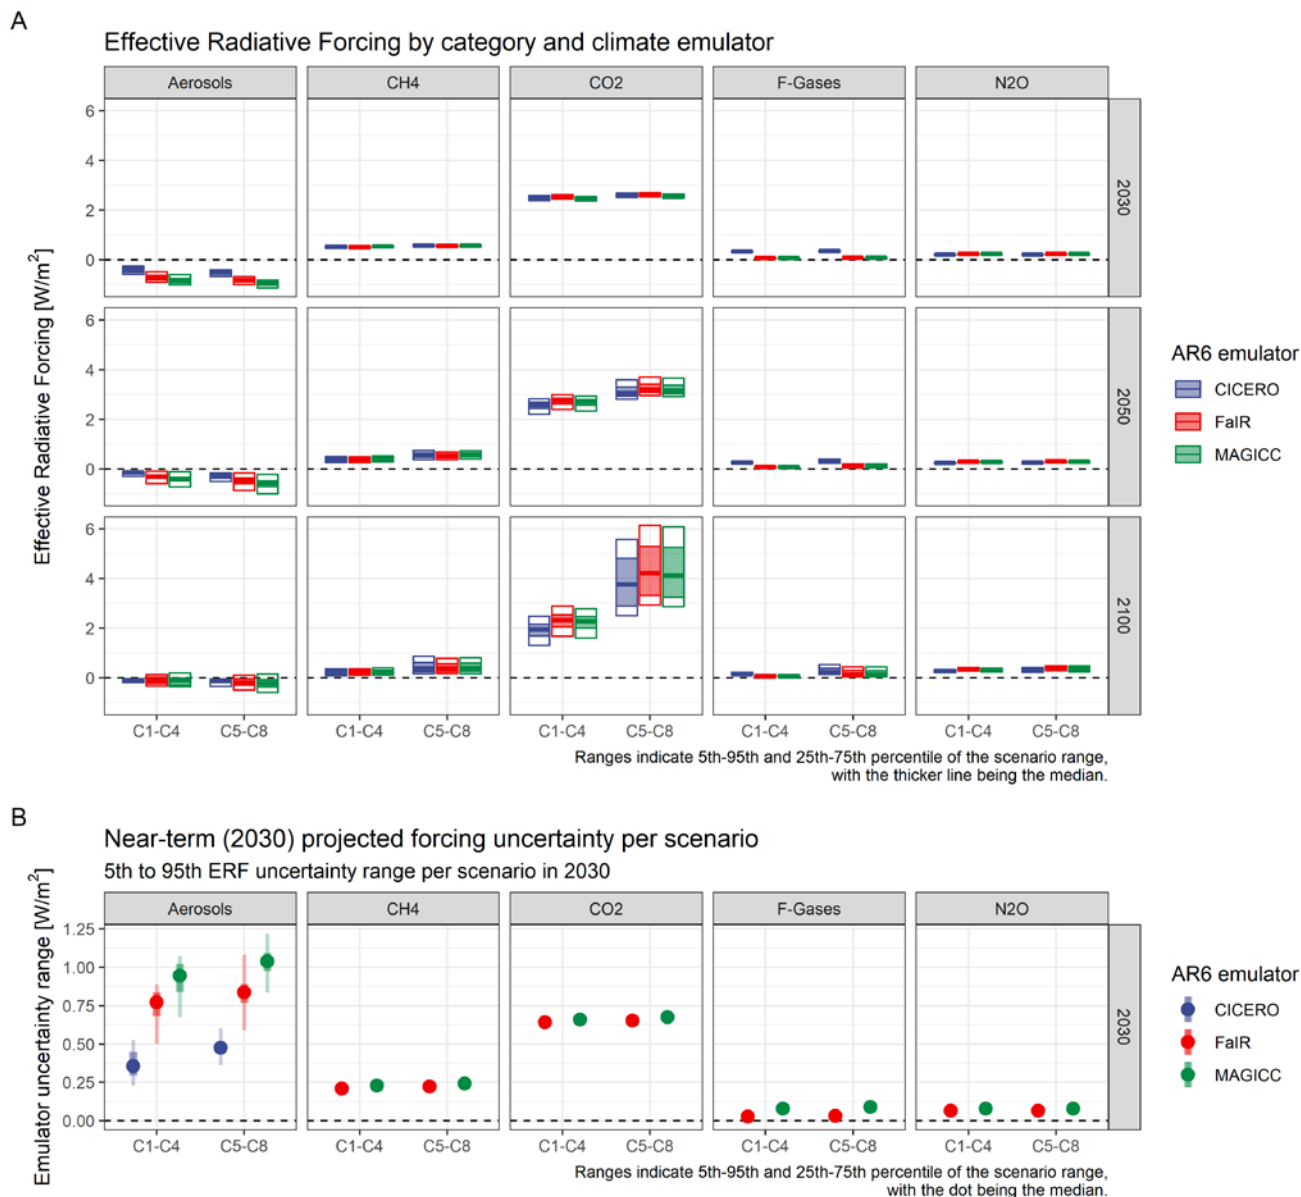 A
Effective Radiative Forcing by category and climate emulator
Aerosols CH4 CO2 F-Gases N2O
Effective Radiative Forcing [W/m²]
6
4
2
0
2030
6
4
2
0
2050
6
4
2
0
2100
C1-C4 C5-C8 C1-C4 C5-C8 C1-C4 C5-C8 C1-C4 C5-C8 C1-C4 C5-C8
Ranges indicate 5th-95th and 25th-75th percentile of the scenario range,
with the thicker line being the median.
AR6 emulator
CICERO
FaIR
MAGICC
B
Near-term (2030) projected forcing uncertainty per scenario
5th to 95th ERF uncertainty range per scenario in 2030
Aerosols CH4 CO2 F-Gases N2O
Emulator uncertainty range [W/m²]
1.25
1.00
0.75
0.50
0.25
0.00
2030
C1-C4 C5-C8 C1-C4 C5-C8 C1-C4 C5-C8 C1-C4 C5-C8 C1-C4 C5-C8
Ranges indicate 5th-95th and 25th-75th percentile of the scenario range,
with the dot being the median.
AR6 emulator
CICERO
FaIR
MAGICC